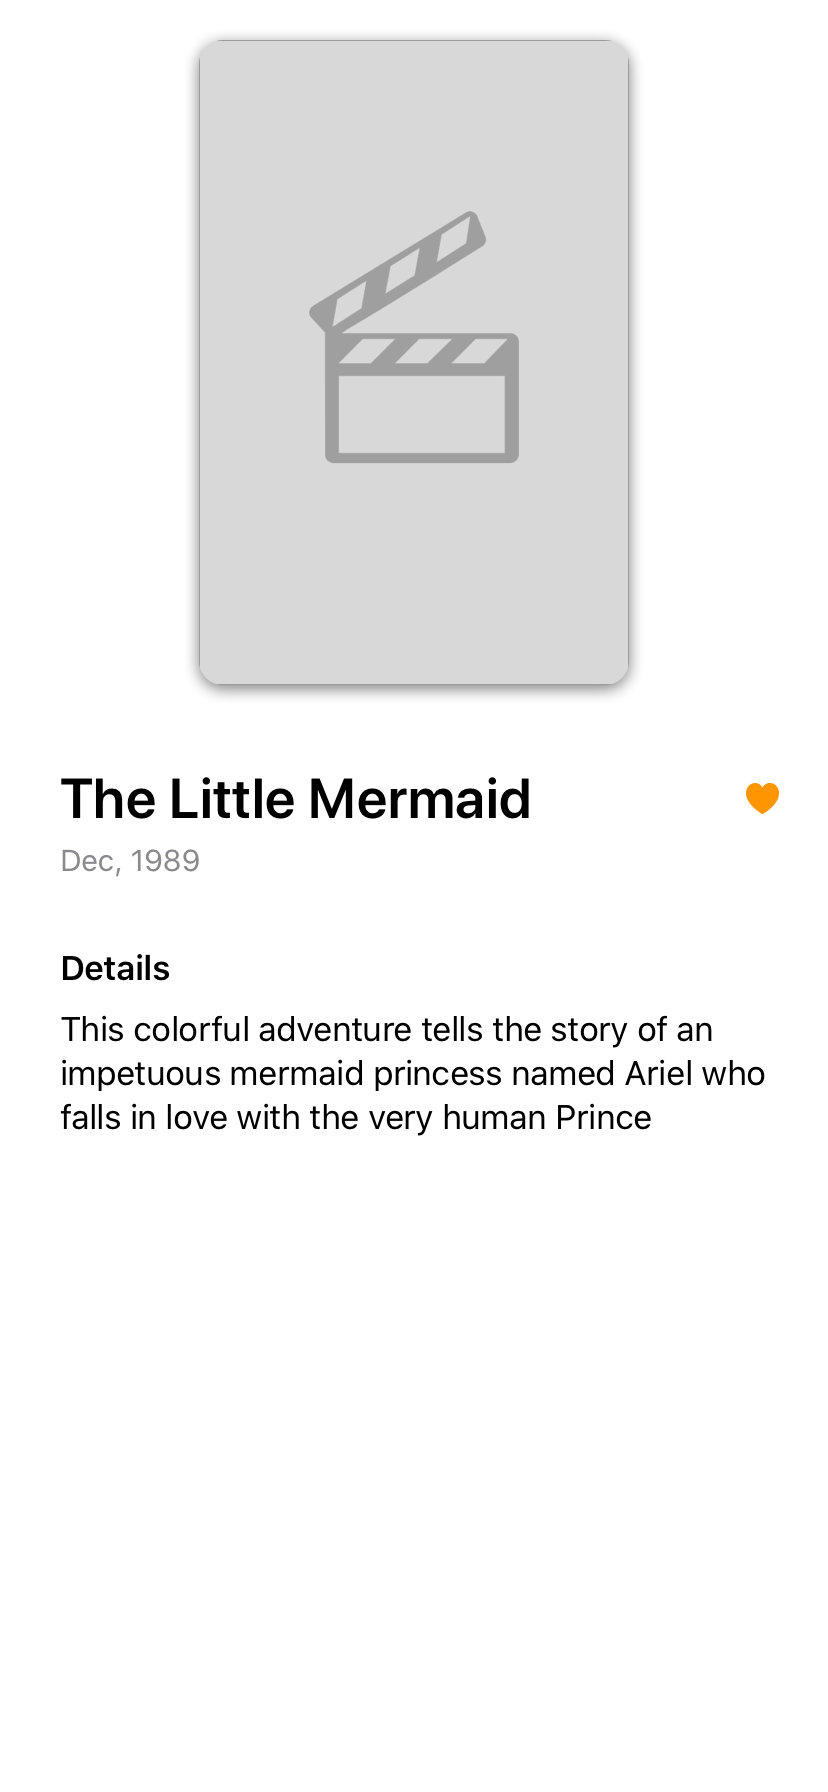 The Little Mermaid
Dec, 1989
Details
This colorful adventure tells the story of an
impetuous mermaid princess named Ariel who
falls in love with the very human Prince